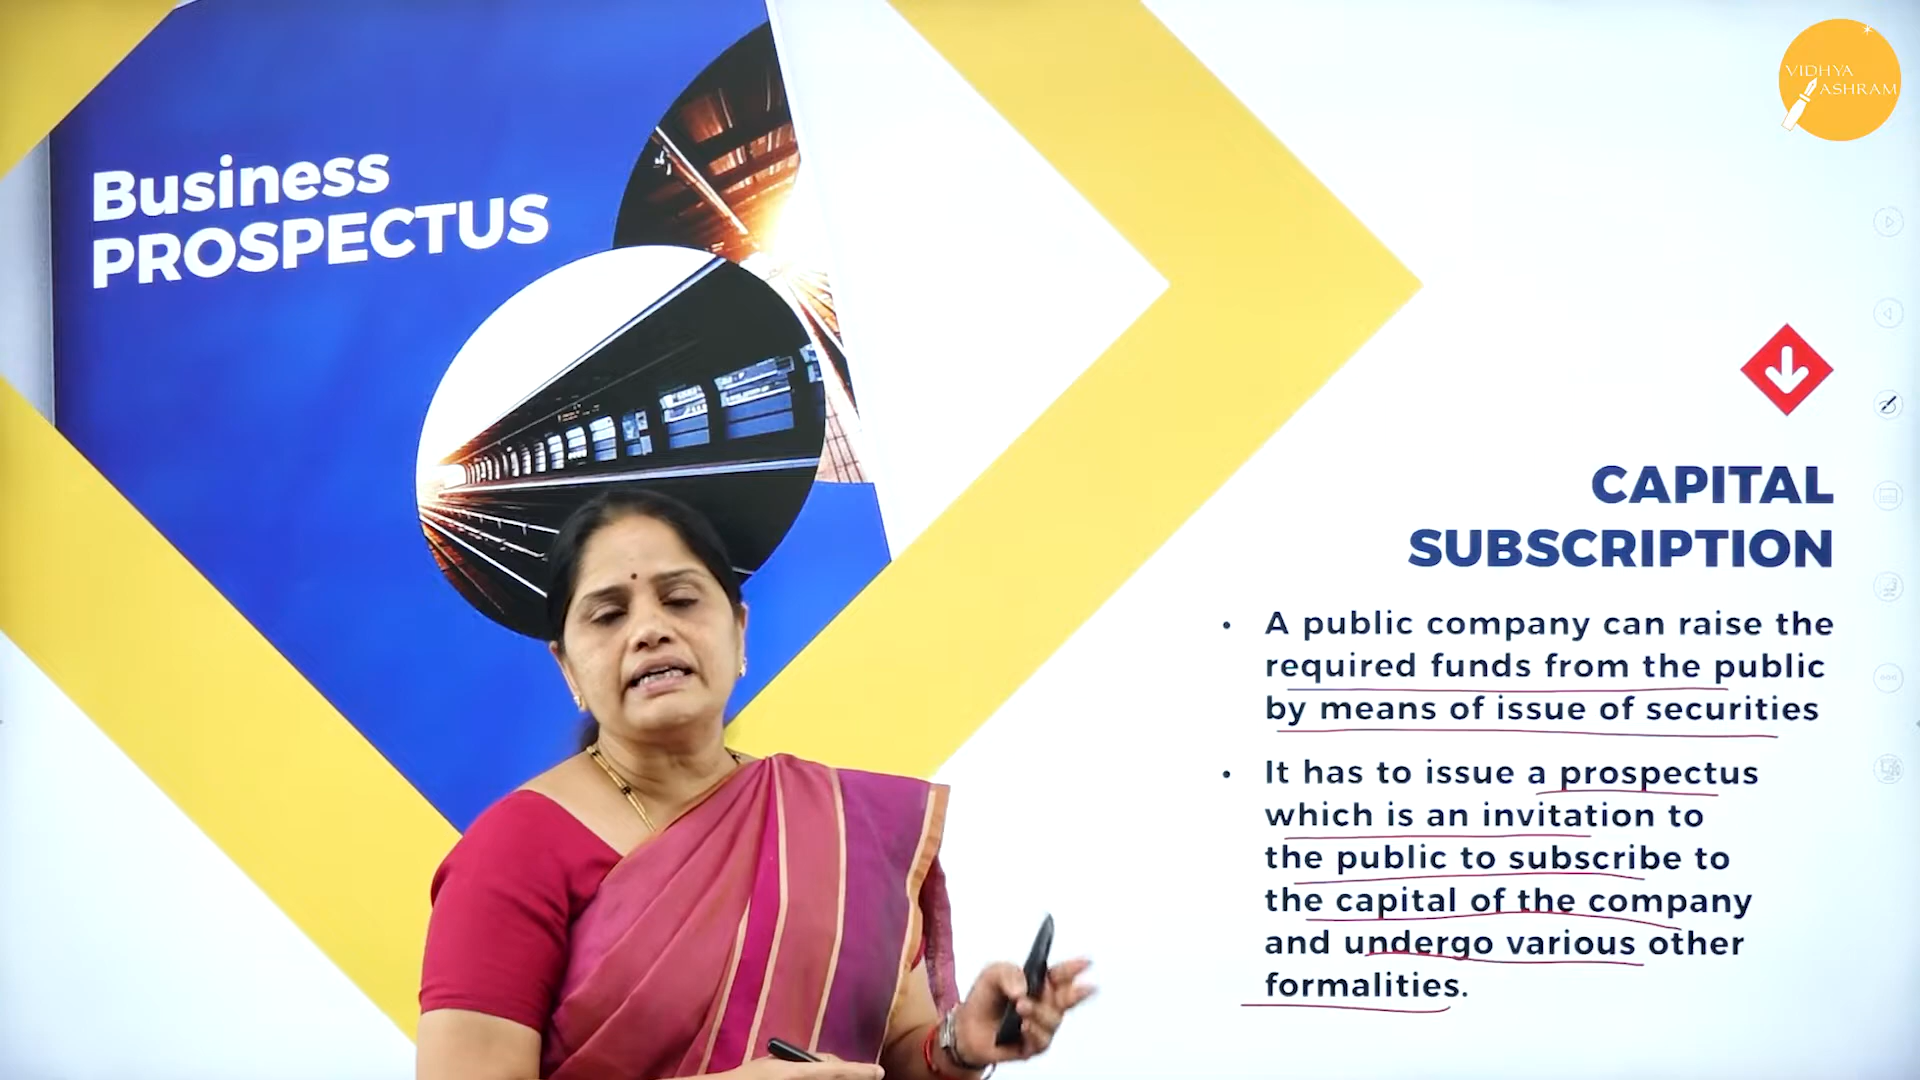 VIDHYA
ASHRAM
Business
PROSPECTUS
CAPITAL
SUBSCRIPTION
• A public company can raise the
required funds from the public
by means of issue of securities
• It has to issue a prospectus
which is an invitation to
the public to subscribe to
the capital of the company
and undergo various other
formalities.